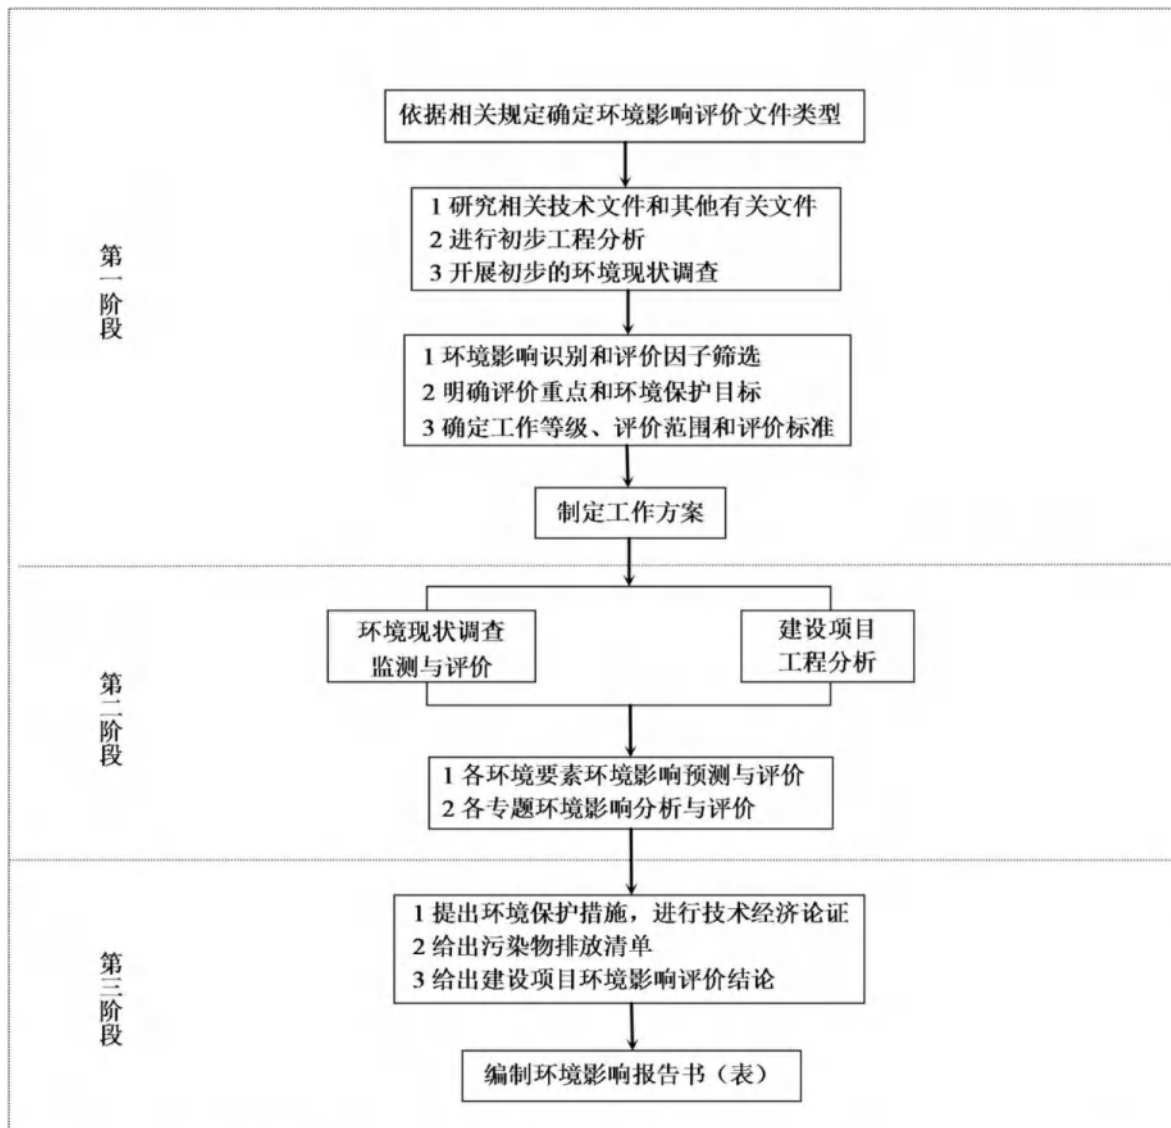 依据相关规定确定环境影响评价文件类型
1 研究相关技术文件和其他有关文件
2 进行初步工程分析
3 开展初步的环境现状调查
第一阶段
1 环境影响识别和评价因子筛选
2 明确评价重点和环境保护目标
3 确定工作等级、评价范围和评价标准
制定工作方案
环境现状调查
监测与评价
建设项目
工程分析
第二阶段
1 各环境要素环境影响预测与评价
2 各专题环境影响分析与评价
1 提出环境保护措施，进行技术经济论证
2 给出污染物排放清单
3 给出建设项目环境影响评价结论
第三阶段
编制环境影响报告书（表）